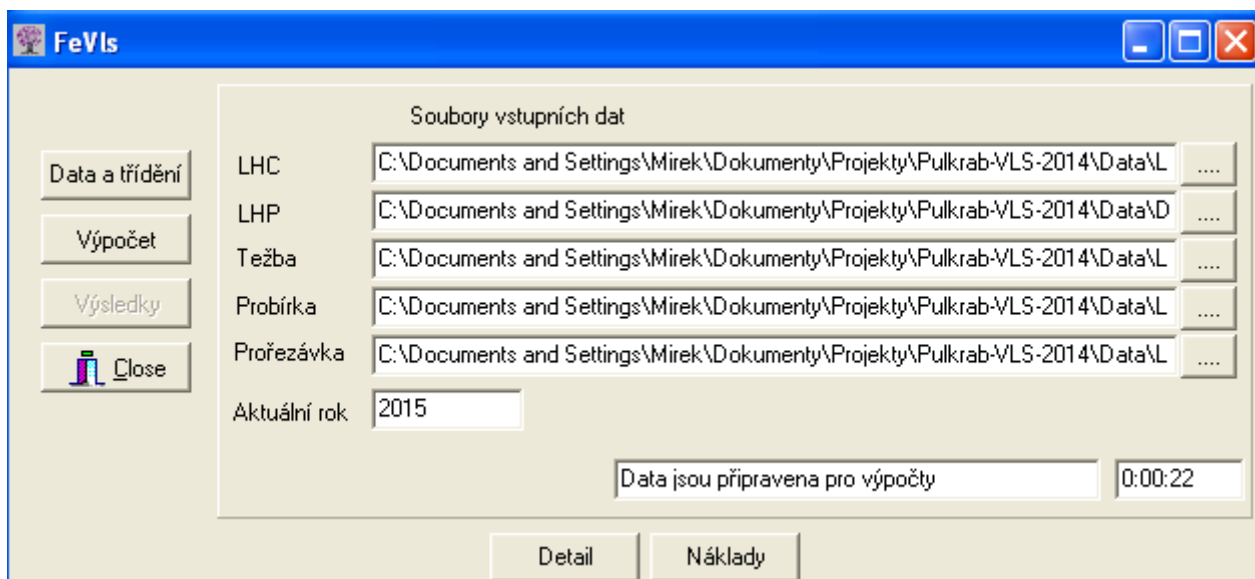 FeVls
Soubory vstupních dat
Data a třídění
Výpočet
Výsledky
Close
LHC
C:\Documents and Settings\Mirek\Dokumenty\Projekty\Pulkrab-VLS-2014\Data\L
....
LHP
C:\Documents and Settings\Mirek\Dokumenty\Projekty\Pulkrab-VLS-2014\Data\D
....
Težba
C:\Documents and Settings\Mirek\Dokumenty\Projekty\Pulkrab-VLS-2014\Data\L
....
Probírka
C:\Documents and Settings\Mirek\Dokumenty\Projekty\Pulkrab-VLS-2014\Data\L
....
Prořezávka
C:\Documents and Settings\Mirek\Dokumenty\Projekty\Pulkrab-VLS-2014\Data\L
....
Aktuální rok
2015
Data jsou připravena pro výpočty
0:00:22
Detail
Náklady